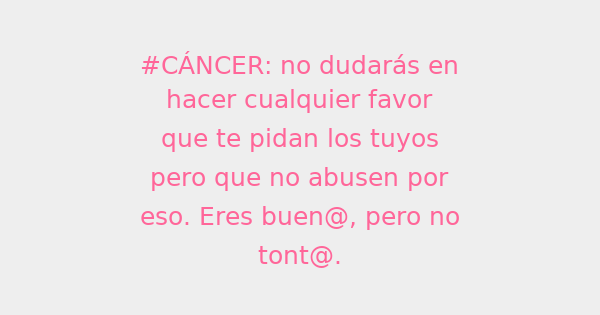 #CÁNCER: no dudarás en
hacer cualquier favor
que te pidan los tuyos
pero que no abusen por
eso. Eres buen@, pero no
tont@.